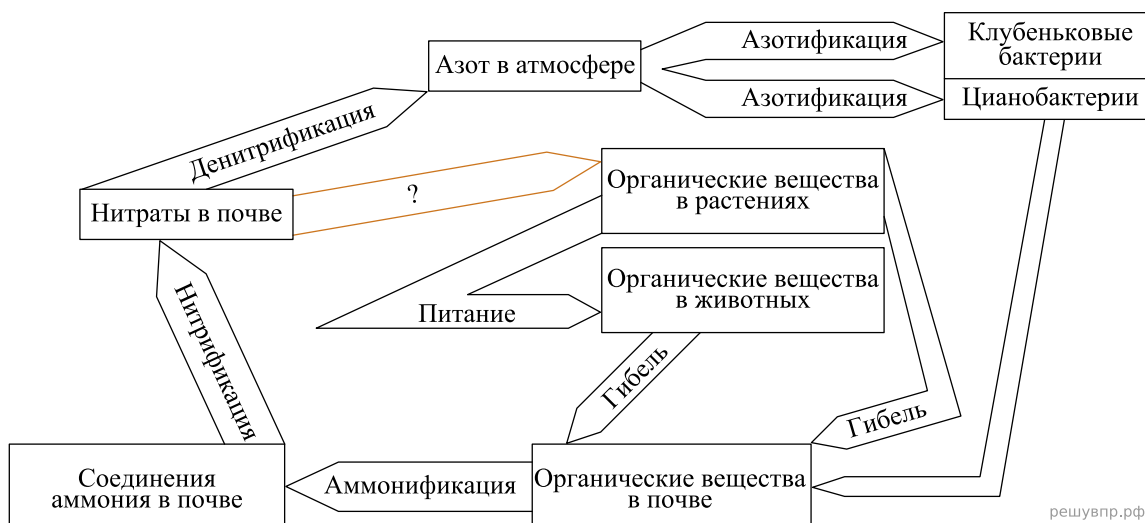 Азотификация
Клубеньковые
бактерии
Азот в атмосфере
Азотификация
Цианобактерии
Денитрификация
?
Органические вещества
в растениях
Нитраты в почве
Органические вещества
в животных
Питание
Нитрификация
Гибель
Гибель
Соединения
аммония в почве
Аммонификация
Органические вещества
в почве
решувпр.рф